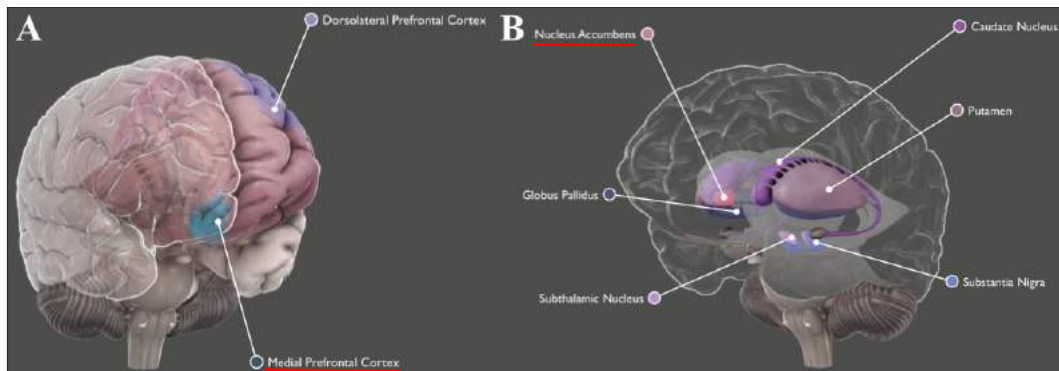 A
Dorsolateral Prefrontal Cortex
Medial Prefrontal Cortex
B
Nucleus Accumbens
Caudate Nucleus
Putamen
Globus Pallidus
Substantia Nigra
Subthalamic Nucleus